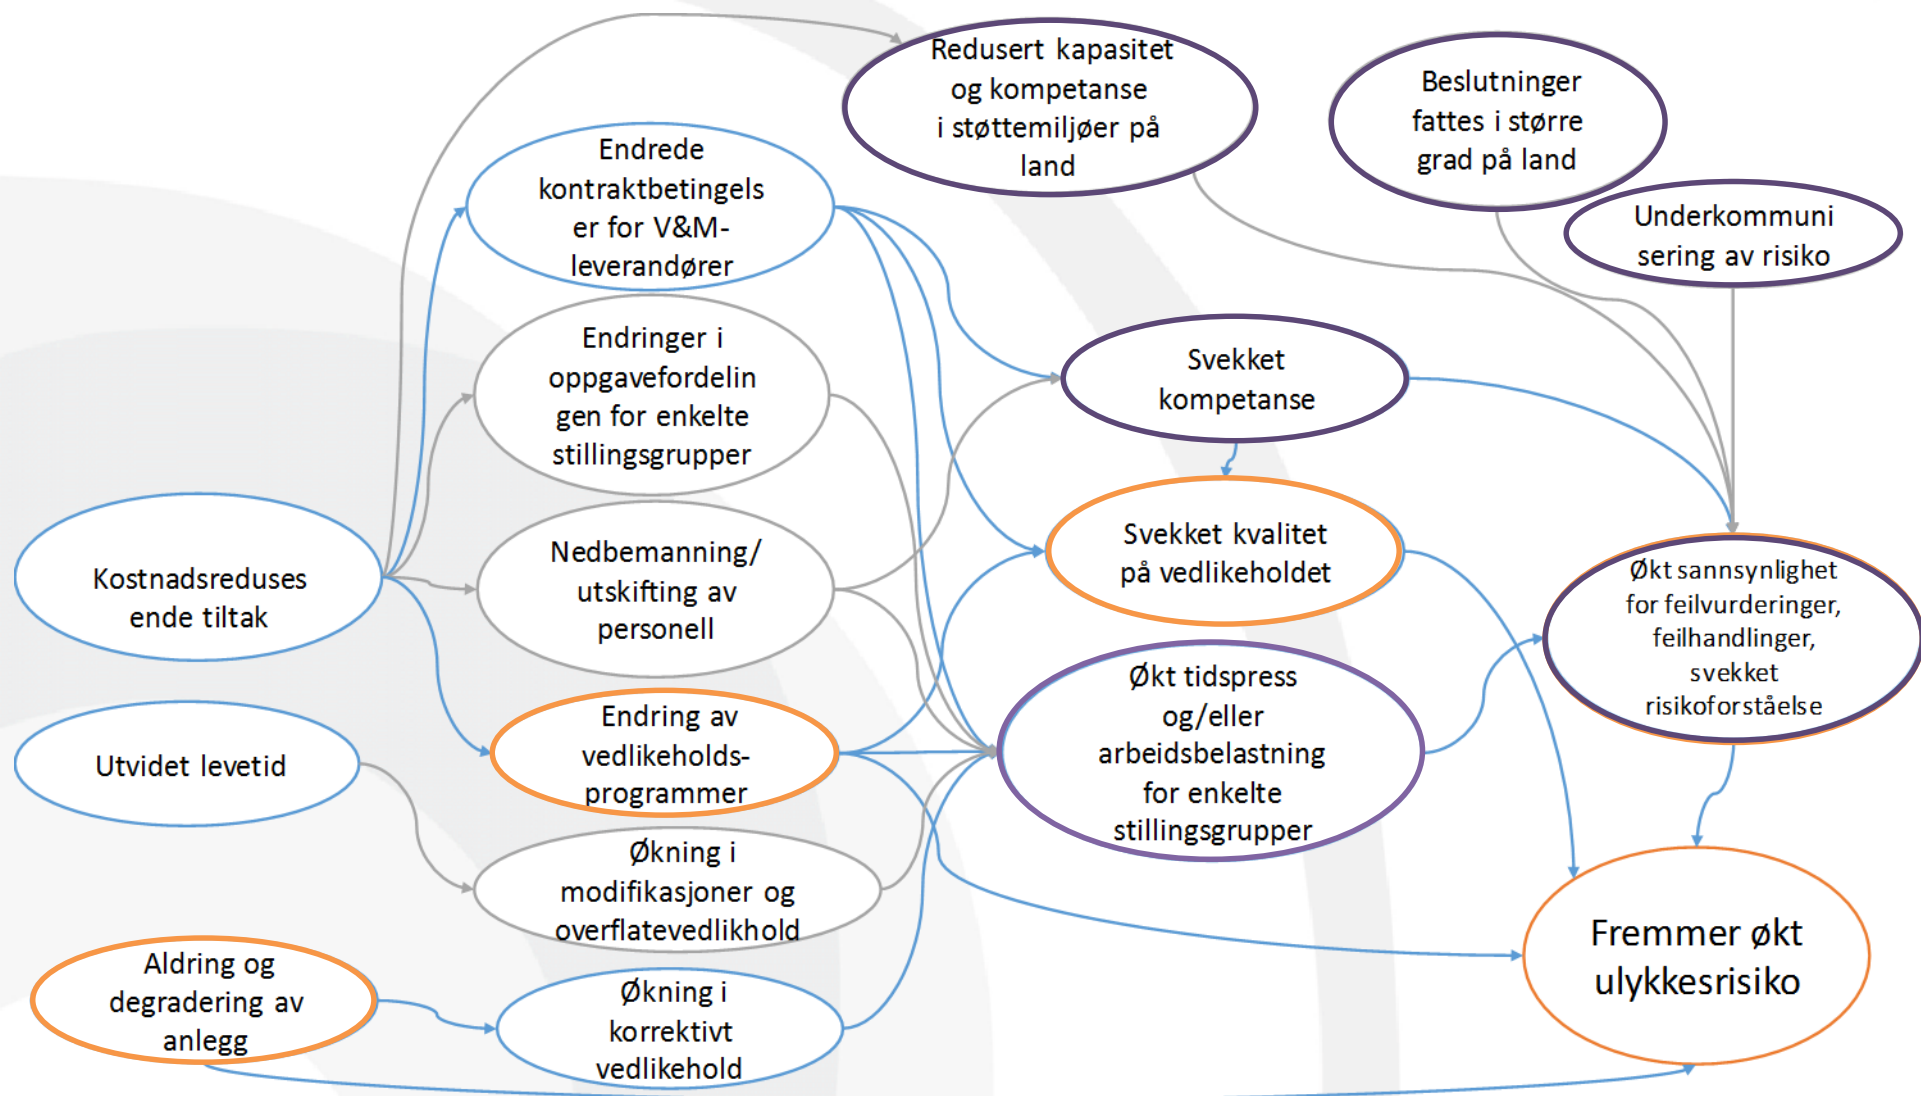 Redusert kapasitet
og kompetanse
i støttemiljøer på
land
Beslutninger
fattes i større
grad på land
Underkommuni
sering av risiko
Endrede
kontraktbetingels
er for V&M-
leverandører
Endringer i
oppgavefordelin
gen for enkelte
stillingsgrupper
Svekket
kompetanse
Kostnadsreduses
ende tiltak
Nedbemanning/
utskifting av
personell
Svekket kvalitet
på vedlikeholdet
Økt sannsynlighet
for feilvurderinger,
feilhandlinger,
svekket
risikoforståelse
Utvidet levetid
Endring av
vedlikeholds-
programmer
Økt tidspress
og/eller
arbeidsbelastning
for enkelte
stillingsgrupper
Økning i
modifikasjoner og
overflatevedlikhold
Aldring og
degradering av
anlegg
Økning i
korrektivt
vedlikehold
Fremmer økt
ulykkesrisiko